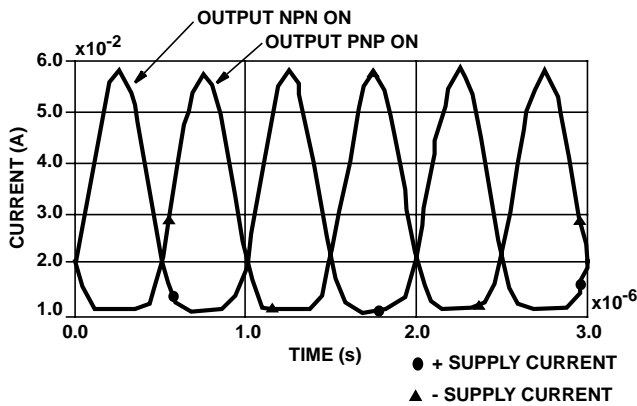 OUTPUT NPN ON
OUTPUT PNP ON
x10-2
6.0
5.0
4.0
3.0
2.0
1.0
CURRENT (A)
0.0 1.0 2.0 3.0
x10-6
TIME (s)
+ SUPPLY CURRENT
- SUPPLY CURRENT